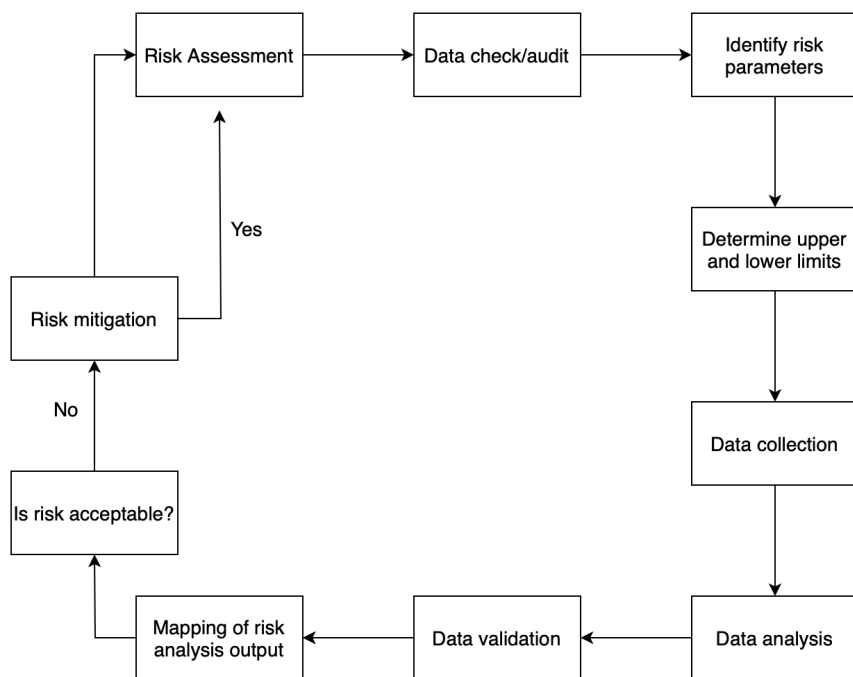 Risk Assessment
Data check/audit
Identify risk
parameters
Yes
Determine upper
and lower limits
Risk mitigation
No
Data collection
Is risk acceptable?
Mapping of risk
analysis output
Data validation
Data analysis